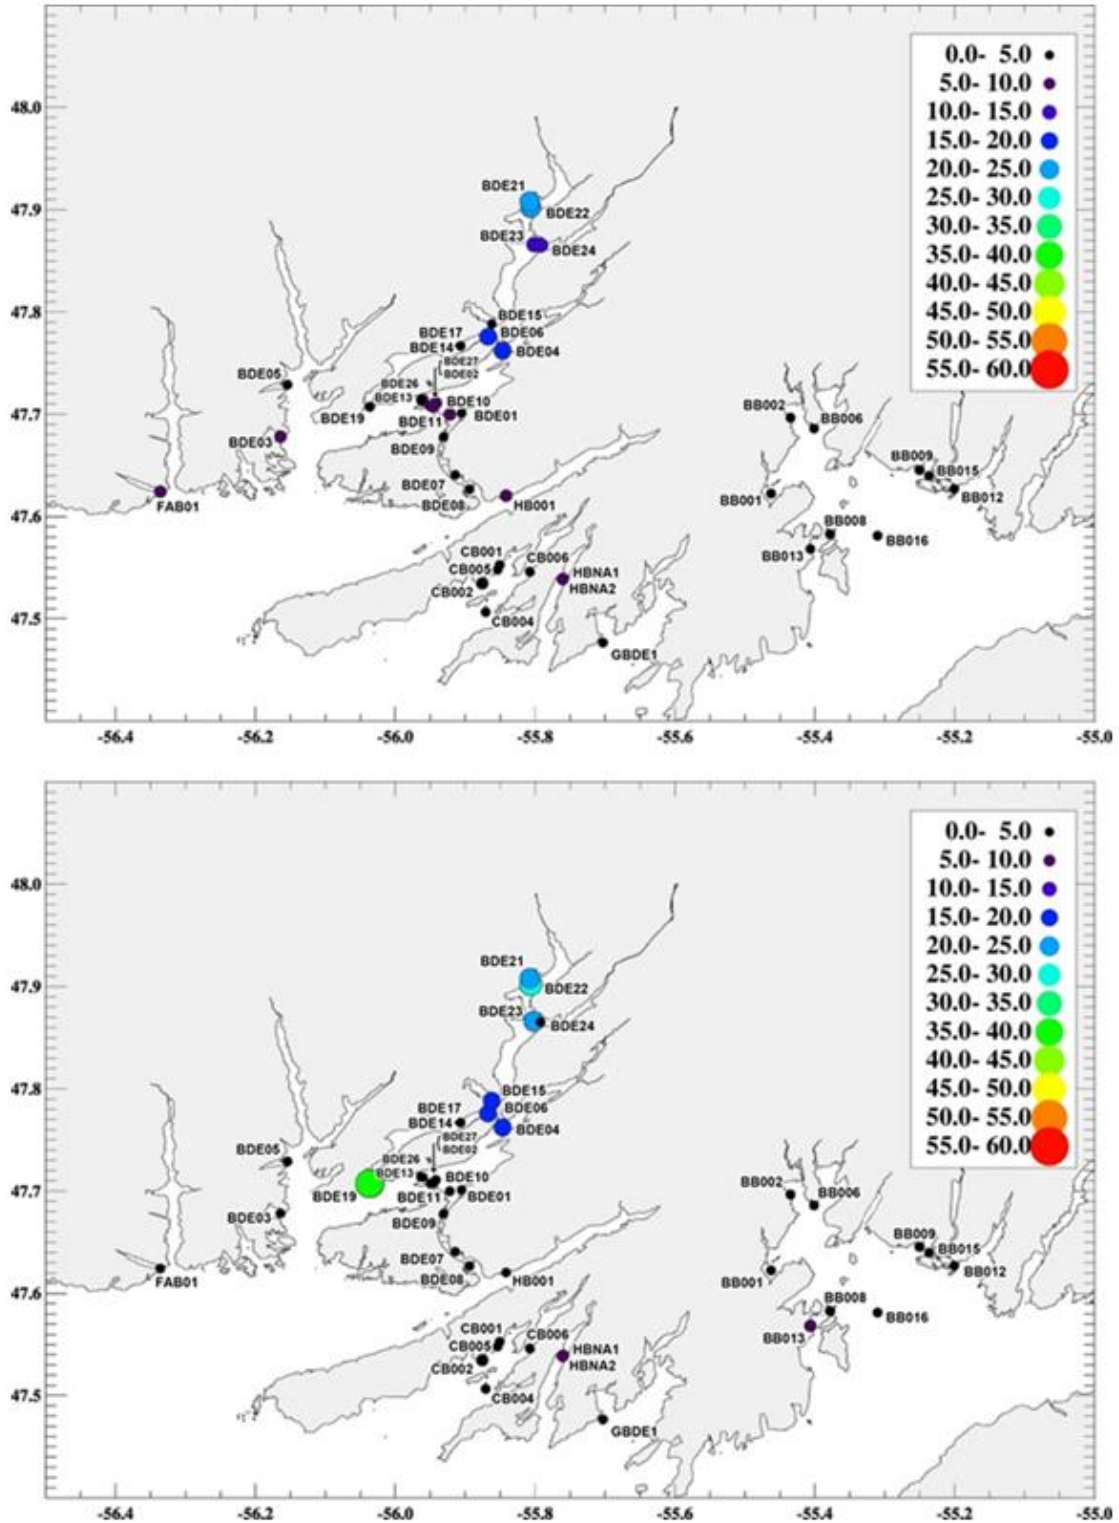 0.0- 5.0
5.0- 10.0
10.0- 15.0
15.0- 20.0
20.0- 25.0
25.0- 30.0
30.0- 35.0
35.0- 40.0
40.0- 45.0
45.0- 50.0
50.0- 55.0
55.0- 60.0
48.0
47.9
47.8
47.7
47.6
47.5
BDE21
BDE22
BDE23
BDE24
BDE15
BDE17
BDE06
BDE14
BDE04
BDE27
BDE02
BDE05
BDE26
BDE13
BDE10
BDE19
BDE11
BDE01
BDE03
BDE09
BDE07
BDE08
FAB01
HB001
CB001
CB006
CB005
CB002
HBNA1
HBNA2
CB004
GBDE1
BB002
BB006
BB009
BB015
BB001
BB012
BB008
BB016
BB013
-56.4 -56.2 -56.0 -55.8 -55.6 -55.4 -55.2 -55.0
0.0- 5.0
5.0- 10.0
10.0- 15.0
15.0- 20.0
20.0- 25.0
25.0- 30.0
30.0- 35.0
35.0- 40.0
40.0- 45.0
45.0- 50.0
50.0- 55.0
55.0- 60.0
48.0
47.9
47.8
47.7
47.6
47.5
BDE21
BDE22
BDE23
BDE24
BDE15
BDE17
BDE06
BDE14
BDE04
BDE27
BDE02
BDE05
BDE26
BDE13
BDE10
BDE19
BDE11
BDE01
BDE03
BDE09
BDE07
BDE08
FAB01
HB001
CB001
CB006
CB005
CB002
HBNA1
HBNA2
CB004
GBDE1
BB002
BB006
BB009
BB015
BB001
BB012
BB008
BB016
BB013
-56.4 -56.2 -56.0 -55.8 -55.6 -55.4 -55.2 -55.0